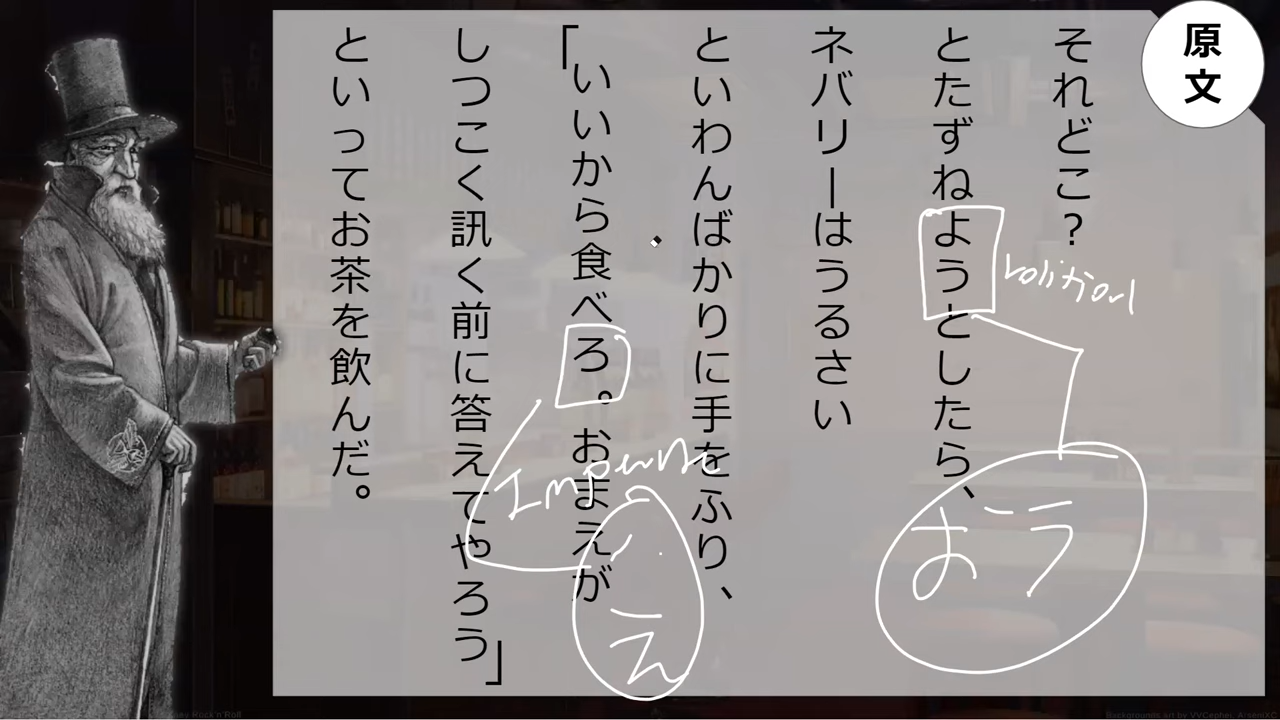 原文
それどこ？
とたずねようとしたら、
ネバリーはうるさい
といわんばかりに手をふり、
「いいから食べろ。おまえが
しつこく訊く前に答えてやろう」
といってお茶を飲んだ。
volition
おう
え